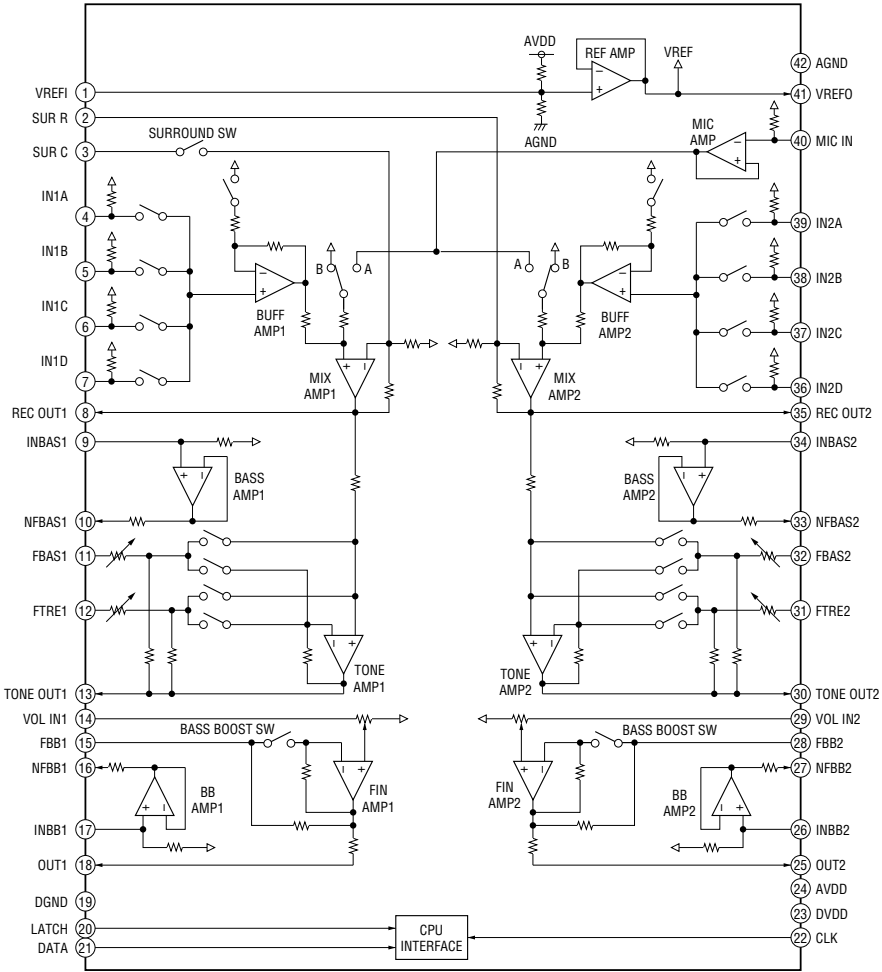 AVDD
REF AMP
VREF
42 AGND
VREFI 1
41 VREFO
SUR R 2
SURROUND SW
AGND
MIC
AMP
40 MIC IN
SUR C 3
IN1A
4
39 IN2A
IN1B
5
B
A
A
B
38 IN2B
− +
− +
BUFF
AMP1
BUFF
AMP2
IN1C
6
37 IN2C
IN1D
7
+ −
MIX
AMP1
− +
MIX
AMP2
36 IN2D
REC OUT1 8
35 REC OUT2
INBAS1 9
34 INBAS2
+ −
BASS
AMP1
BASS
AMP2
− +
NFBAS1 10
33 NFBAS2
FBAS1 11
32 FBAS2
FTRE1 12
31 FTRE2
− +
TONE
AMP1
+ −
TONE
AMP2
TONE OUT1 13
30 TONE OUT2
VOL IN1 14
29 VOL IN2
BASS BOOST SW
BASS BOOST SW
FBB1 15
28 FBB2
NFBB1 16
27 NFBB2
+ −
BB
AMP1
− +
FIN
AMP1
FIN
AMP2
− +
BB
AMP2
− +
INBB1 17
26 INBB2
OUT1 18
25 OUT2
24 AVDD
DGND 19
23 DVDD
LATCH 20
CPU
INTERFACE
22 CLK
DATA 21